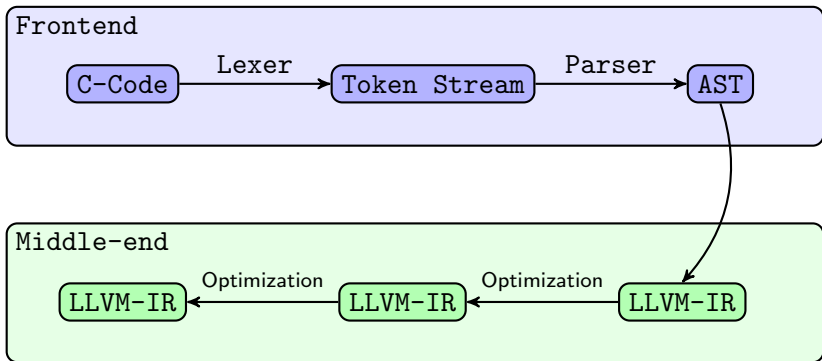 Frontend
Lexer
Parser
C-Code
Token Stream
AST
Middle-end
Optimization
Optimization
LLVM-IR
LLVM-IR
LLVM-IR